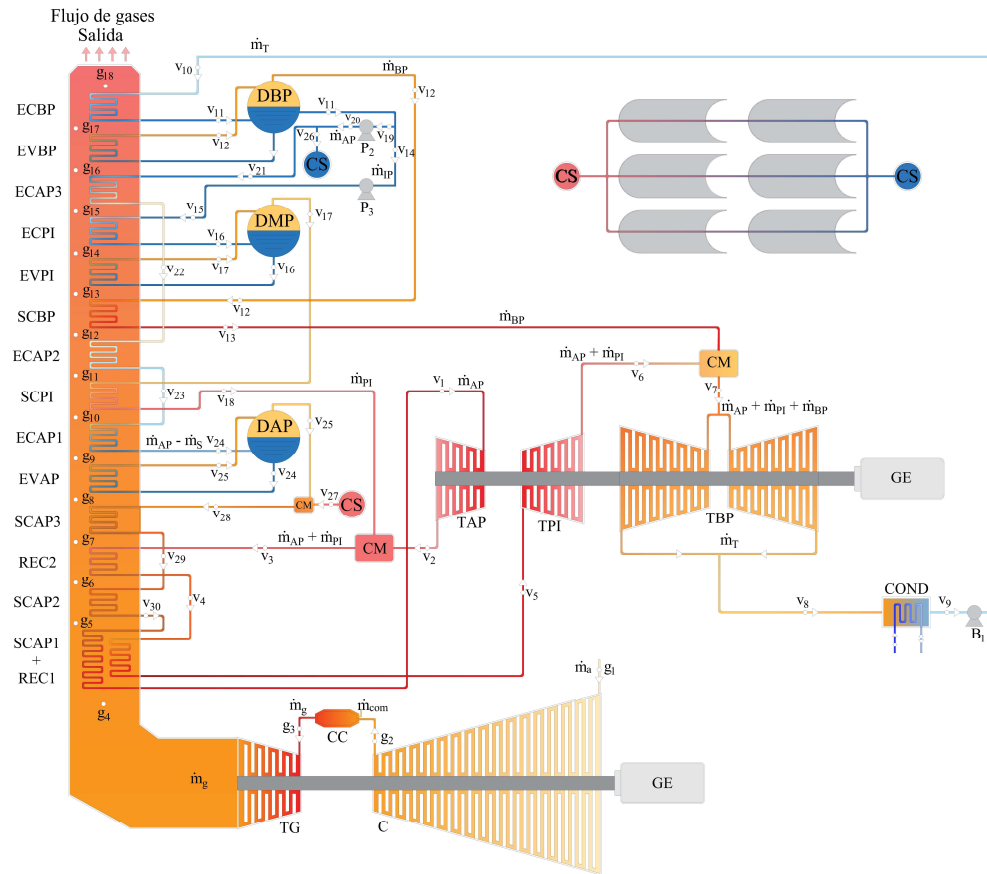 Flujo de gases
Salida
g18
ṁT
v10
ECBP
v11
DBP
ṁBP
v11
v12
g17
v12
v20
v26
ṁAP
P2
v19
EVBP
CS
v14
g16
v21
ṁIP
ECAP3
P3
g15
v15
DMP
v17
ECPI
v16
g14
v17
v16
EVPI
v22
g13
v12
SCBP
v13
ṁBP
g12
ECAP2
g11
SCPI
v23
v18
ṁPI
g10
ECAP1
ṁAP - ṁS v24
DAP
v25
g9
v25
v24
EVAP
g8
v28
CM
v27
CS
SCAP3
g7
ṁAP + ṁPI
CM
REC2
v29
v3
v2
g6
SCAP2
v4
v30
g5
SCAP1
+
REC1
g4
CS
CS
v1
ṁAP
ṁAP + ṁPI
v6
CM
v7
ṁAP + ṁPI + ṁBP
TAP
TPI
TBP
GE
ṁT
v5
v8
COND
v9
B1
ṁa
g1
ṁg
g3
CC
ṁcom
g2
ṁg
TG
C
GE